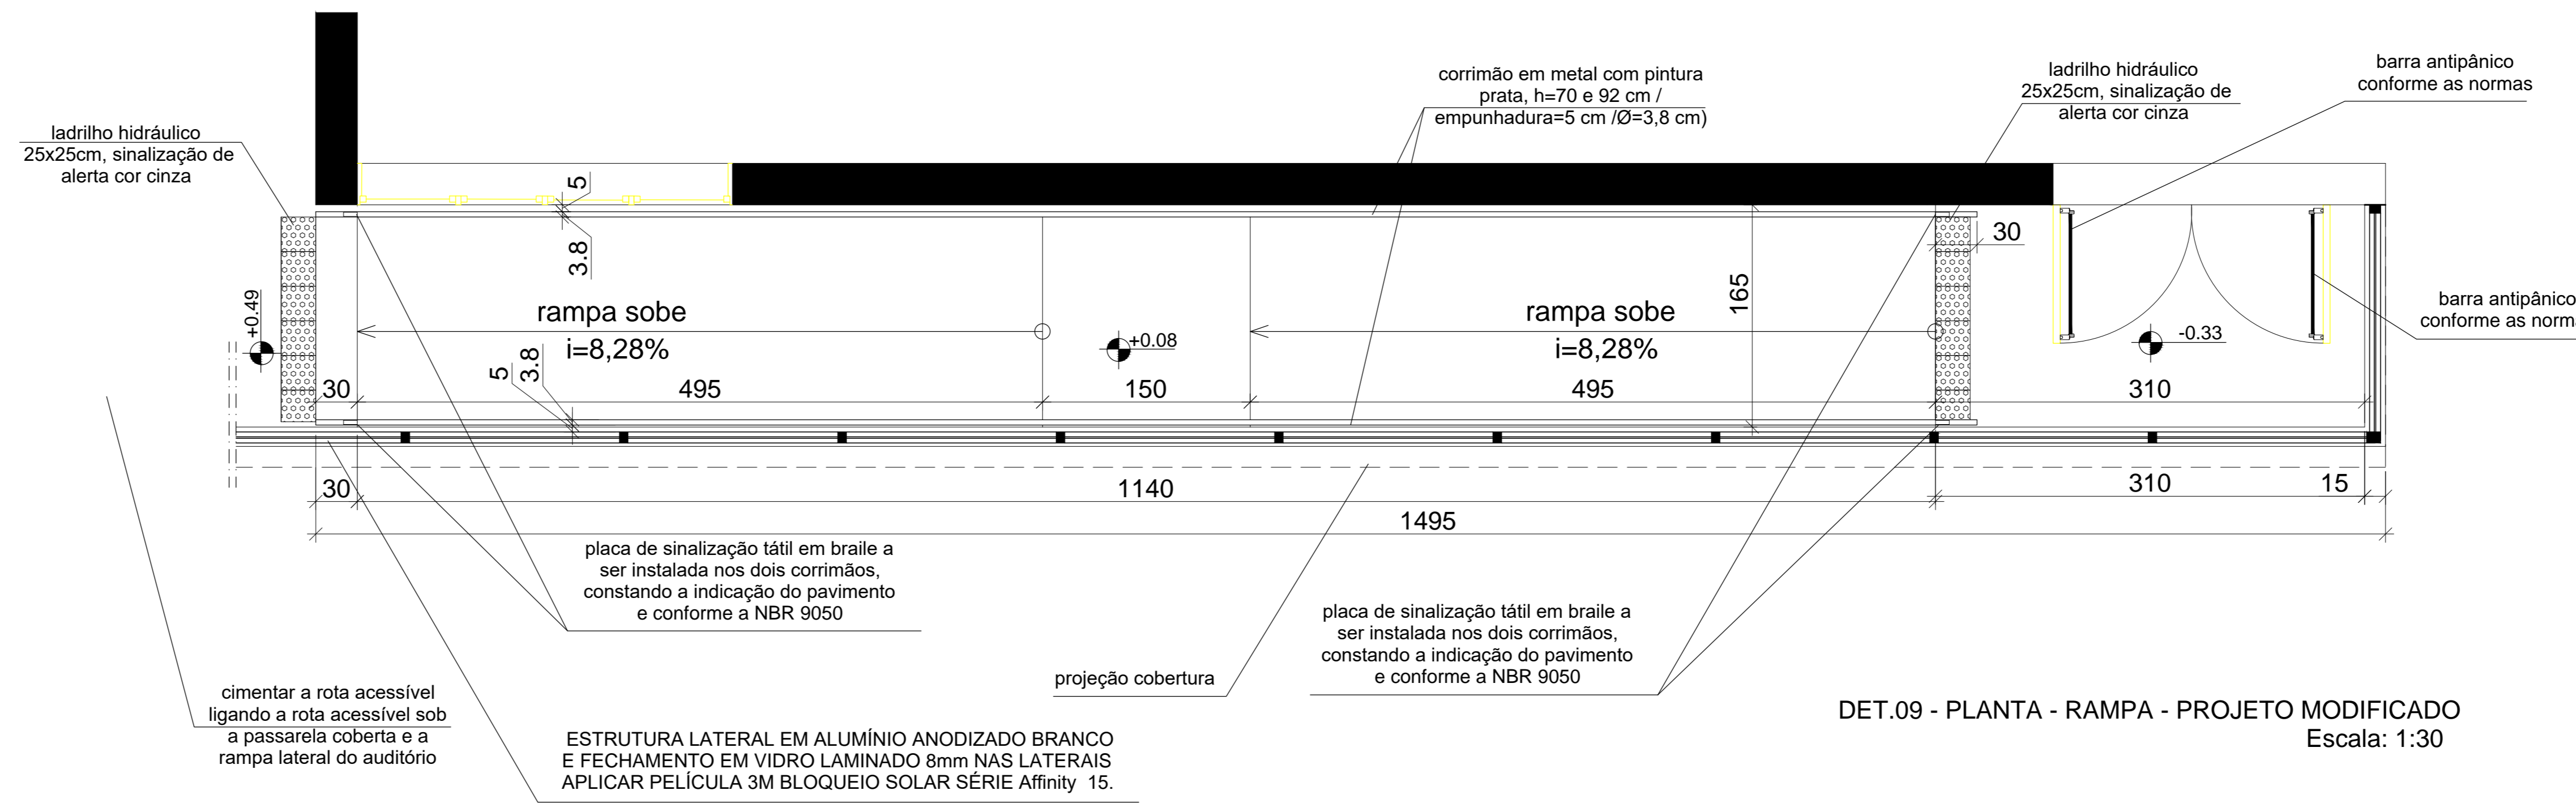 corrimão em metal com pintura
prata, h=70 e 92 cm /
empunhadura=5 cm /Ø=3,8 cm)
ladrilho hidráulico
25x25cm, sinalização de
alerta cor cinza
barra antipânico
conforme as normas
ladrilho hidráulico
25x25cm, sinalização de
alerta cor cinza
5
3.8
30
165
+0.49
rampa sobe
i=8,28%
+0.08
rampa sobe
i=8,28%
-0.33
barra antipânico
conforme as norma
5
3.8
30
495
150
495
310
30
1140
310
15
1495
placa de sinalização tátil em braile a
ser instalada nos dois corrimãos,
constando a indicação do pavimento
e conforme a NBR 9050
placa de sinalização tátil em braile a
ser instalada nos dois corrimãos,
constando a indicação do pavimento
e conforme a NBR 9050
projeção cobertura
cimentar a rota acessível
ligando a rota acessível sob
a passarela coberta e a
rampa lateral do auditório
ESTRUTURA LATERAL EM ALUMÍNIO ANODIZADO BRANCO
E FECHAMENTO EM VIDRO LAMINADO 8mm NAS LATERAIS
APLICAR PELÍCULA 3M BLOQUEIO SOLAR SÉRIE Affinity 15.
DET.09 - PLANTA - RAMPA - PROJETO MODIFICADO
Escala: 1:30